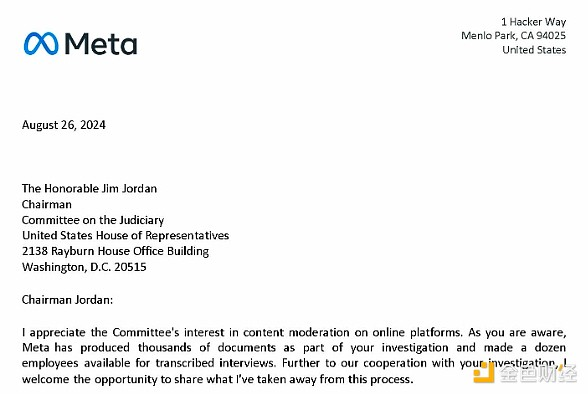 Meta
1 Hacker Way
Menlo Park, CA 94025
United States
August 26, 2024
The Honorable Jim Jordan
Chairman
Committee on the Judiciary
United States House of Representatives
2138 Rayburn House Office Building
Washington, D.C. 20515
Chairman Jordan:
I appreciate the Committee's interest in content moderation on online platforms. As you are aware,
Meta has produced thousands of documents as part of your investigation and made a dozen
employees available for transcribed interviews. Further to our cooperation with your investigation, I
welcome the opportunity to share what I've taken away from this process.
金色财经